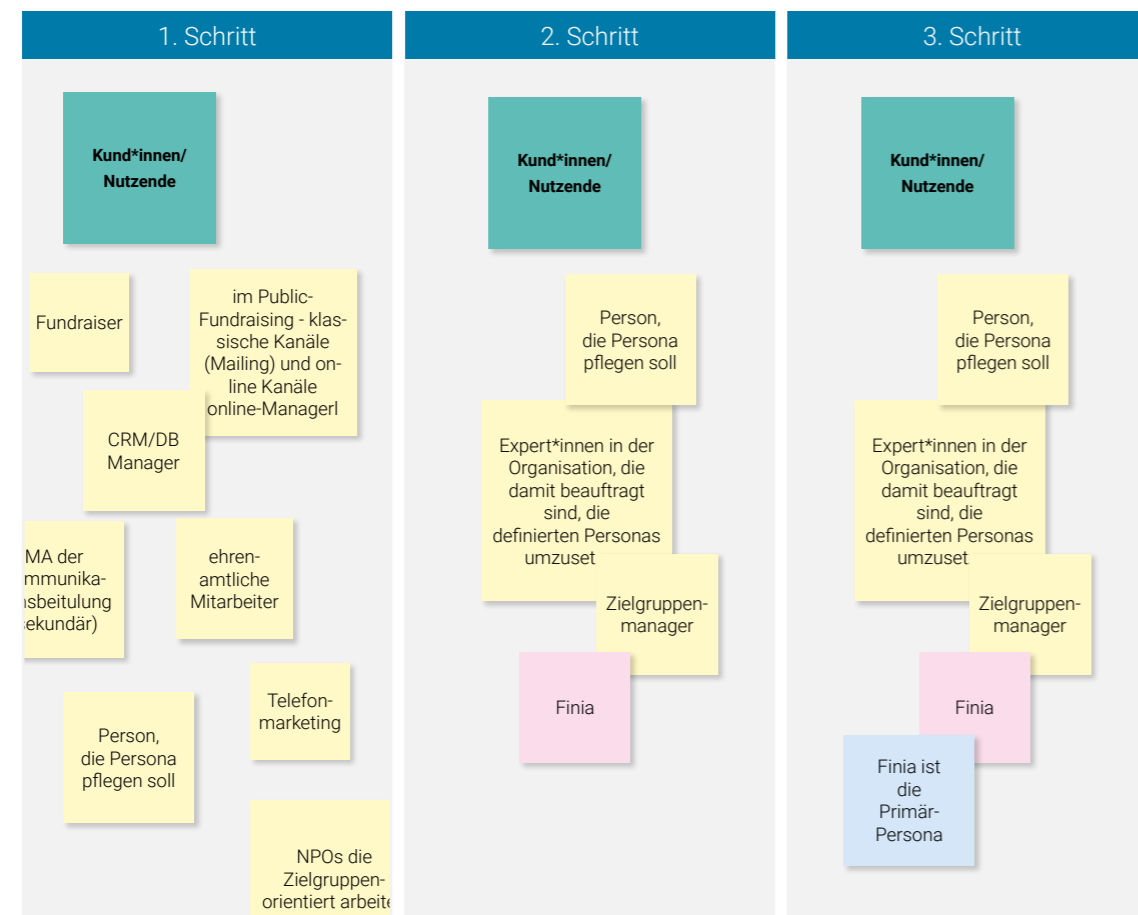 1. Schritt
Kund*innen/
Nutzende
Fundraiser
im Public-
Fundraising - klas-
sische Kanäle
(Mailing) und on-
line Kanäle
online-Managerl
CRM/DB
Manager
MA der
mmunika-
sbeitulung
ekundär)
ehren-
amtliche
Mitarbeiter
Telefon-
marketing
Person,
die Persona
pflegen soll
NPOs die
Zielgruppen-
orientiert arbeite
2. Schritt
Kund*innen/
Nutzende
Person,
die Persona
pflegen soll
Expert*innen in der
Organisation, die
damit beauftragt
sind, die
definierten Personas
umzuset
Zielgruppen-
manager
Finia
3. Schritt
Kund*innen/
Nutzende
Person,
die Persona
pflegen soll
Expert*innen in der
Organisation, die
damit beauftragt
sind, die
definierten Personas
umzuset
Zielgruppen-
manager
Finia
Finia ist
die
Primär-
Persona